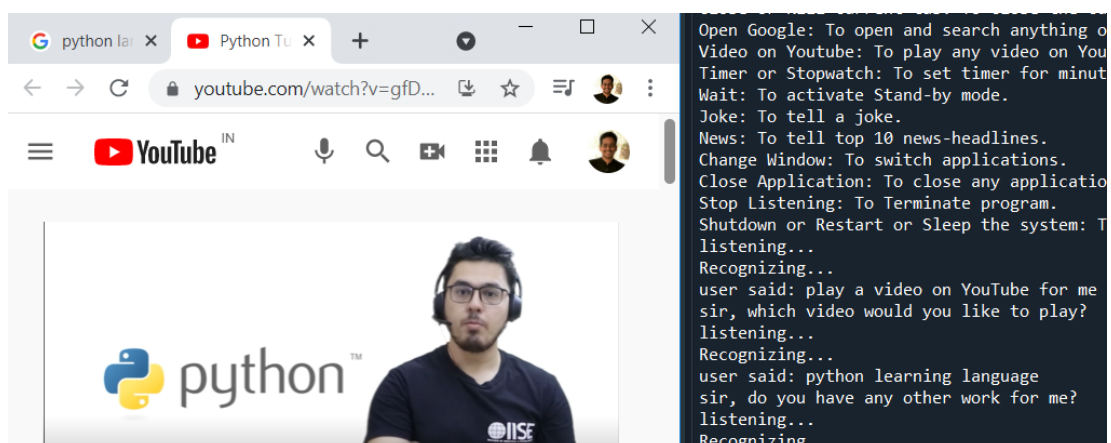 python lar
Python Tu
youtube.com/watch?v=gfD...
YouTube IN
python™
IISE
Open Google: To open and search anything o
Video on Youtube: To play any video on You
Timer or Stopwatch: To set timer for minut
Wait: To activate Stand-by mode.
Joke: To tell a joke.
News: To tell top 10 news-headlines.
Change Window: To switch applications.
Close Application: To close any applicatio
Stop Listening: To Terminate program.
Shutdown or Restart or Sleep the system: T
listening...
Recognizing...
user said: play a video on YouTube for me
sir, which video would you like to play?
listening...
Recognizing...
user said: python learning language
sir, do you have any other work for me?
listening...
Recognizing